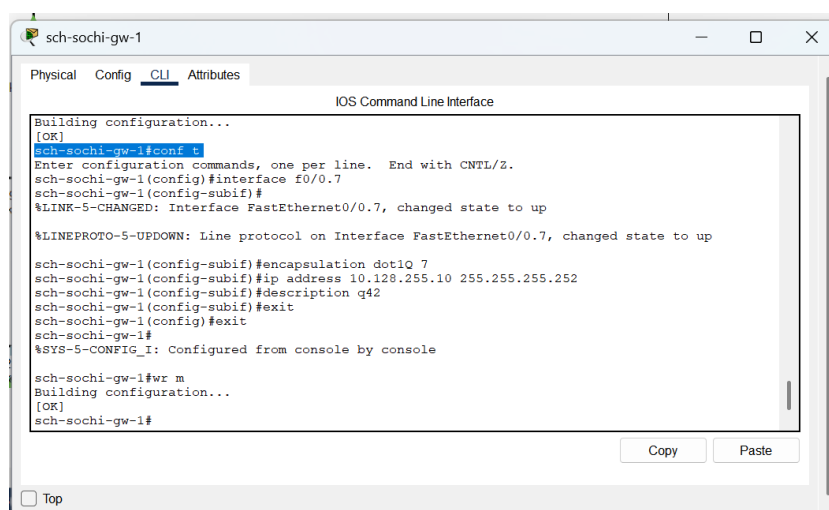 sch-sochi-gw-1
Physical Config CLI Attributes
IOS Command Line Interface
Building configuration...
[OK]
sch-sochi-gw-1#conf t
Enter configuration commands, one per line. End with CNTL/Z.
sch-sochi-gw-1(config)#interface f0/0.7
sch-sochi-gw-1(config-subif)#
%LINK-5-CHANGED: Interface FastEthernet0/0.7, changed state to up
%LINEPROTO-5-UPDOWN: Line protocol on Interface FastEthernet0/0.7, changed state to up
sch-sochi-gw-1(config-subif)#encapsulation dot1Q 7
sch-sochi-gw-1(config-subif)#ip address 10.128.255.10 255.255.255.252
sch-sochi-gw-1(config-subif)#description q42
sch-sochi-gw-1(config-subif)#exit
sch-sochi-gw-1(config)#exit
sch-sochi-gw-1#
%SYS-5-CONFIG_I: Configured from console by console
sch-sochi-gw-1#wr m
Building configuration...
[OK]
sch-sochi-gw-1#
Copy Paste
Top